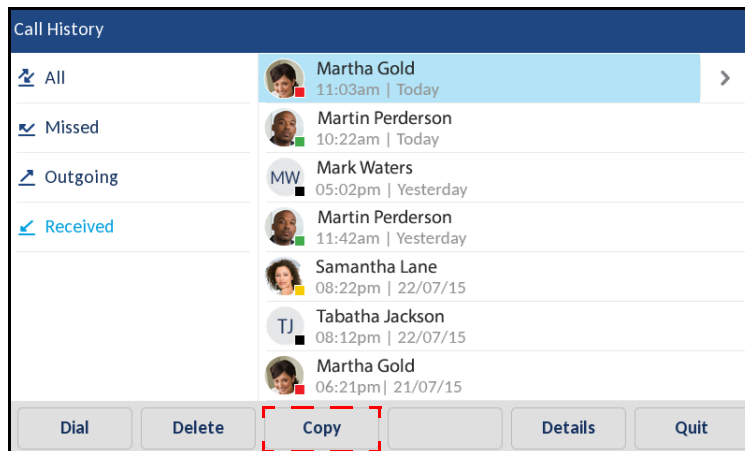 Call History
All
Missed
Outgoing
Received
Martha Gold
11:03am | Today
Martin Perderson
10:22am | Today
MW
Mark Waters
05:02pm | Yesterday
Martin Perderson
11:42am | Yesterday
Samantha Lane
08:22pm | 22/07/15
TJ
Tabatha Jackson
08:12pm | 22/07/15
Martha Gold
06:21pm| 21/07/15
Dial Delete Copy Details Quit